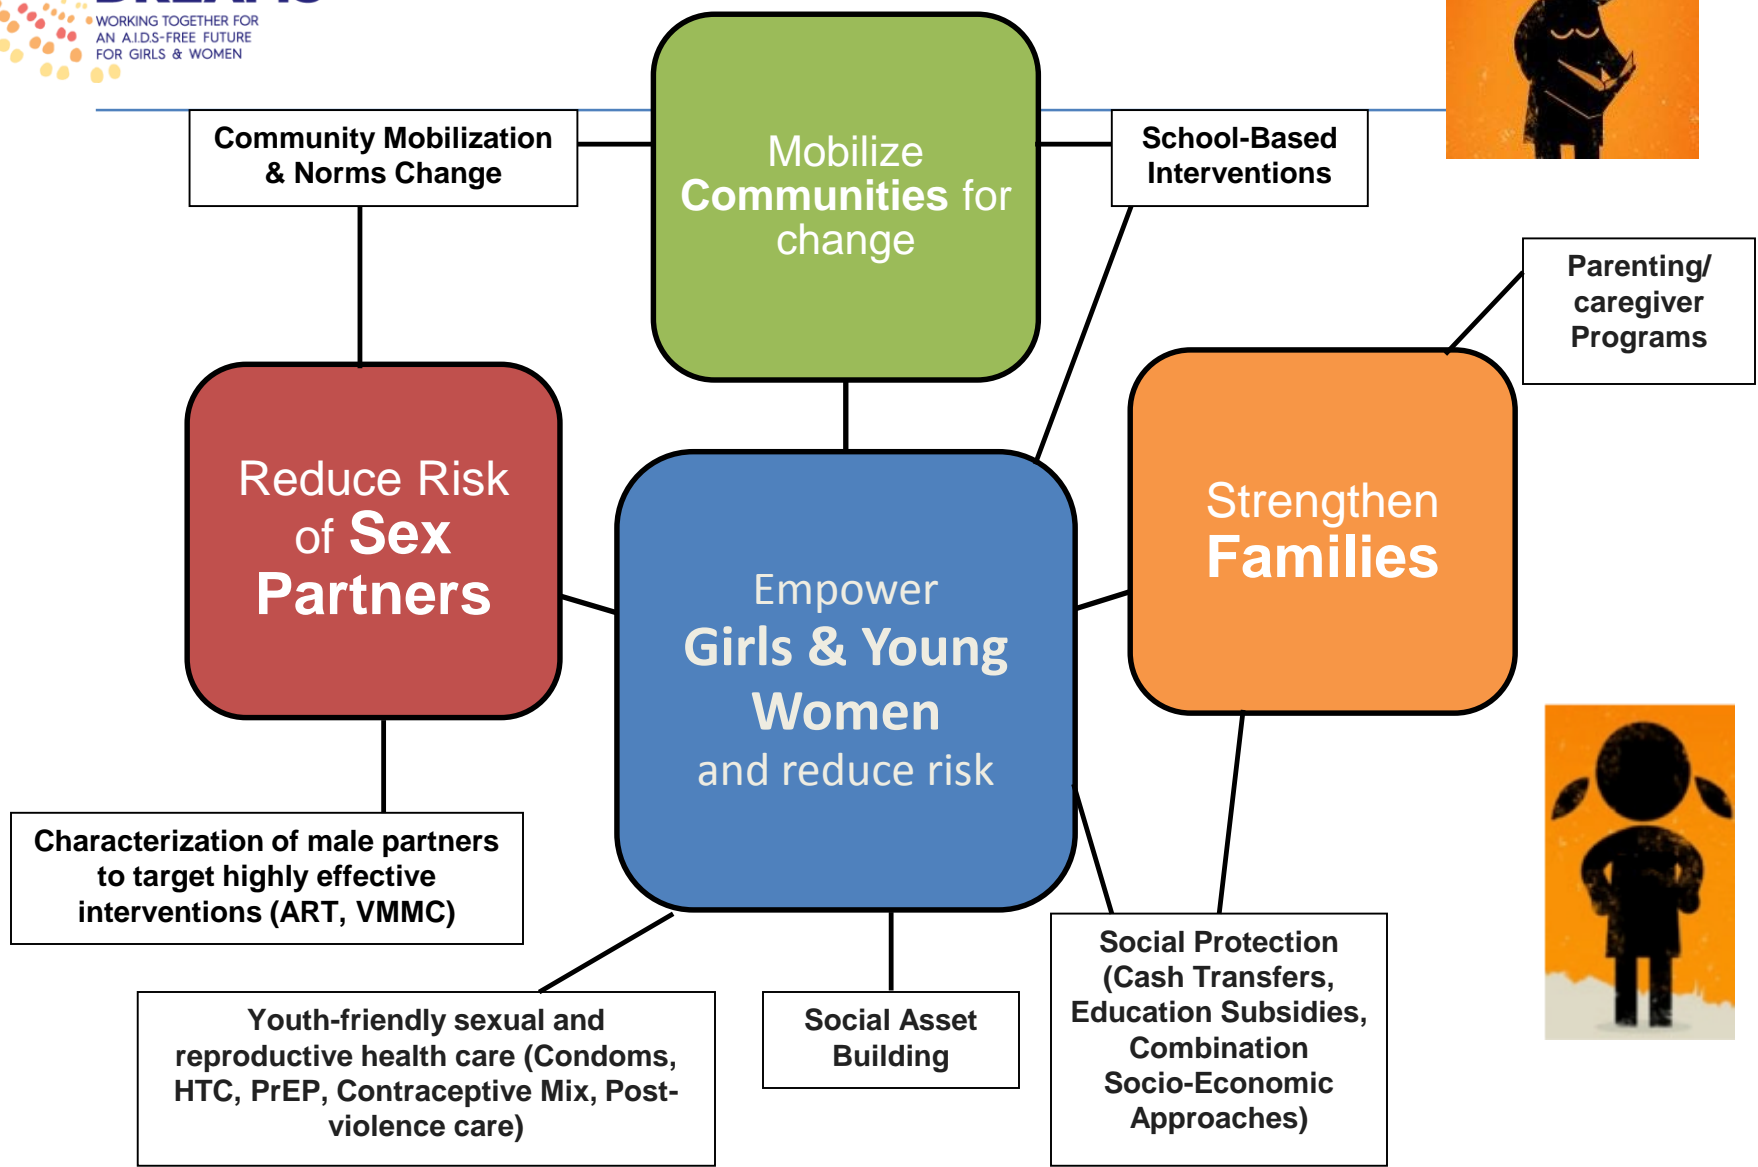 DREAMS
WORKING TOGETHER FOR
AN A.I.D.S-FREE FUTURE
FOR GIRLS & WOMEN
Community Mobilization
& Norms Change
Mobilize
Communities for
change
School-Based
Interventions
Parenting/
caregiver
Programs
Reduce Risk
of Sex
Partners
Strengthen
Families
Empower
Girls & Young
Women
and reduce risk
Characterization of male partners
to target highly effective
interventions (ART, VMMC)
Youth-friendly sexual and
reproductive health care (Condoms,
HTC, PrEP, Contraceptive Mix, Post-
violence care)
Social Asset
Building
Social Protection
(Cash Transfers,
Education Subsidies,
Combination
Socio-Economic
Approaches)